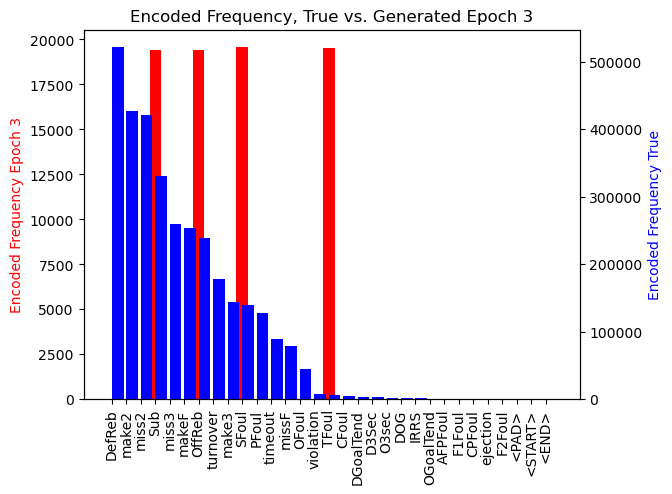 Encoded Frequency, True vs. Generated Epoch 3
Encoded Frequency Epoch 3
20000
17500
15000
12500
10000
7500
5000
2500
0
500000
400000
300000
200000
100000
0
Encoded Frequency True
DefReb
make2
miss2
Sub
miss3
makeF
OffReb
turnover
make3
SFoul
PFoul
timeout
missF
OFoul
violation
TFoul
CFoul
DGoalTend
D3Sec
O3sec
DOG
IRRS
OGoalTend
AFPFoul
F1Foul
CPFoul
ejection
F2Foul
<PAD>
<START>
<END>